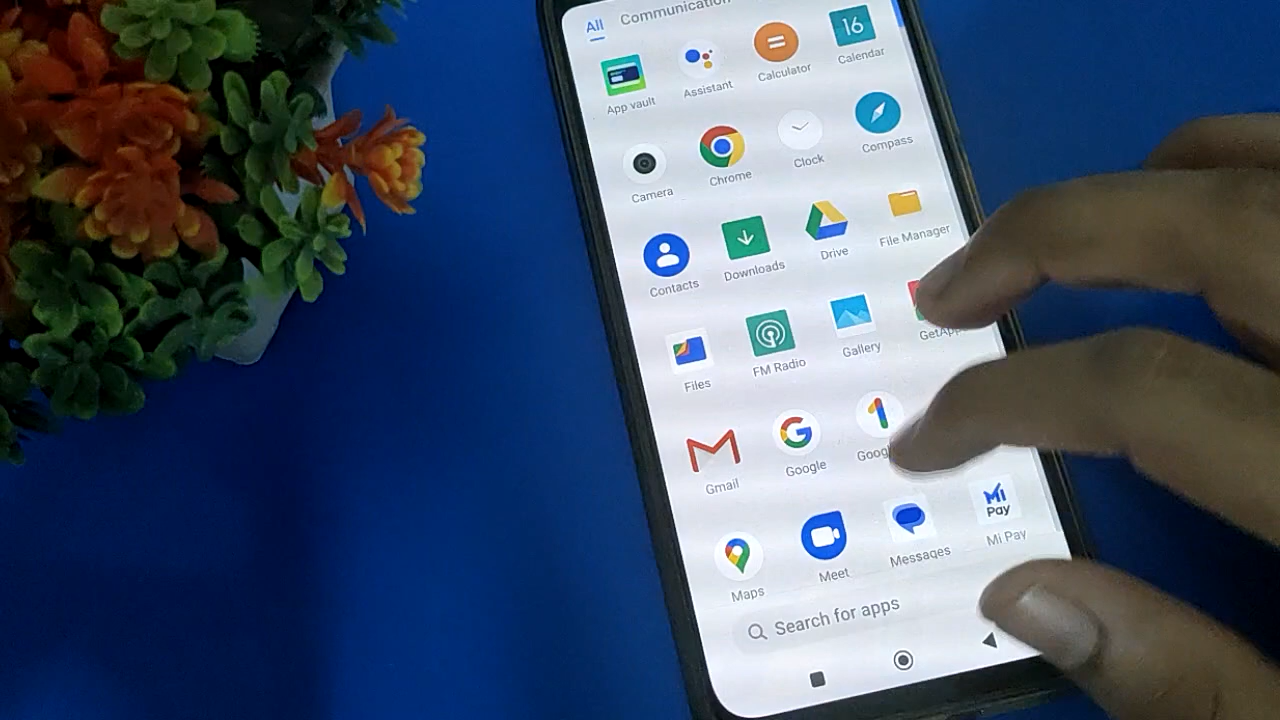 All Communication
App vault Assistant Calculator 16 Calendar
Camera Chrome Clock Compass
Contacts Downloads Drive File Manager
Files FM Radio Gallery GetApps
Gmail Google
Maps Meet Messages Mi Pay Mi Pay
Search for apps